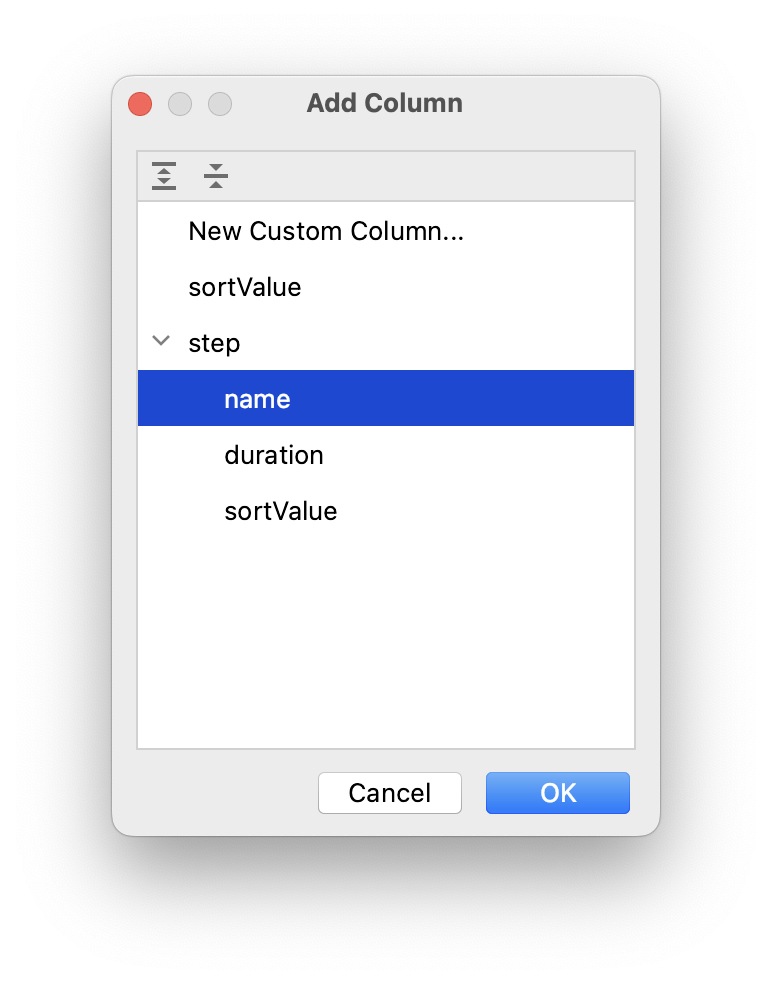 Add Column
New Custom Column...
sortValue
step
name
duration
sortValue
Cancel
OK